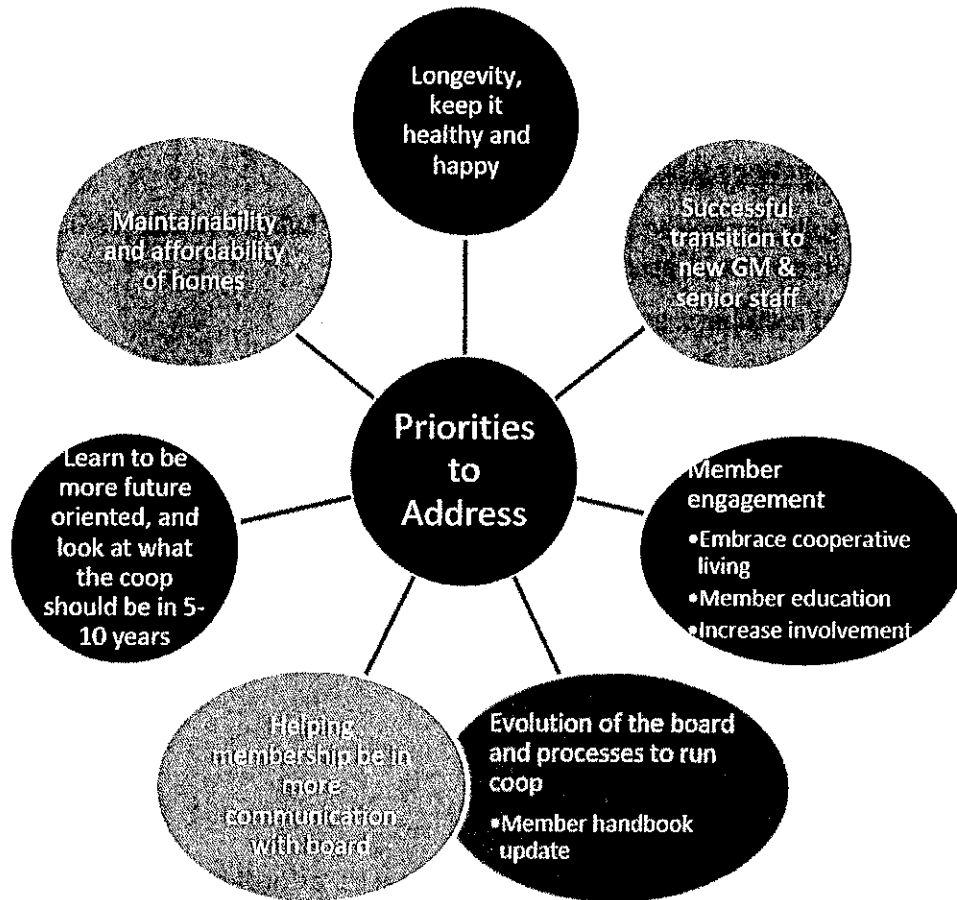 Longevity,
keep it
healthy and
happy
Maintainability
and affordability
of homes
Successful
transition to
new GM &
senior staff
Priorities
to
Address
Learn to be
more future
oriented, and
look at what
the coop
should be in 5-
10 years
Member
engagement
•Embrace cooperative
living
•Member education
•Increase involvement
Helping
membership be in
more
communication
with board
Evolution of the board
and processes to run
coop
•Member handbook
update